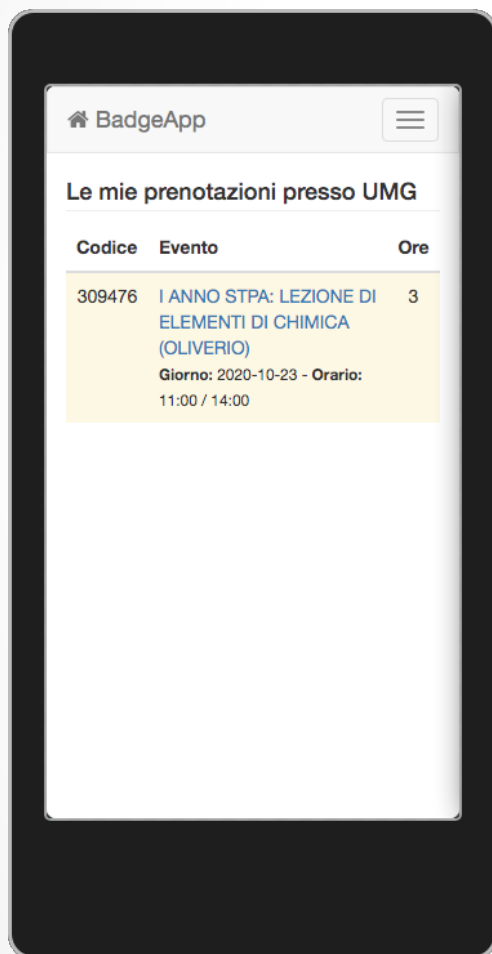 BadgeApp
Le mie prenotazioni presso UMG
Codice Evento Ore
309476 I ANNO STPA: LEZIONE DI 3
ELEMENTI DI CHIMICA
(OLIVERIO)
Giorno: 2020-10-23 - Orario:
11:00 / 14:00